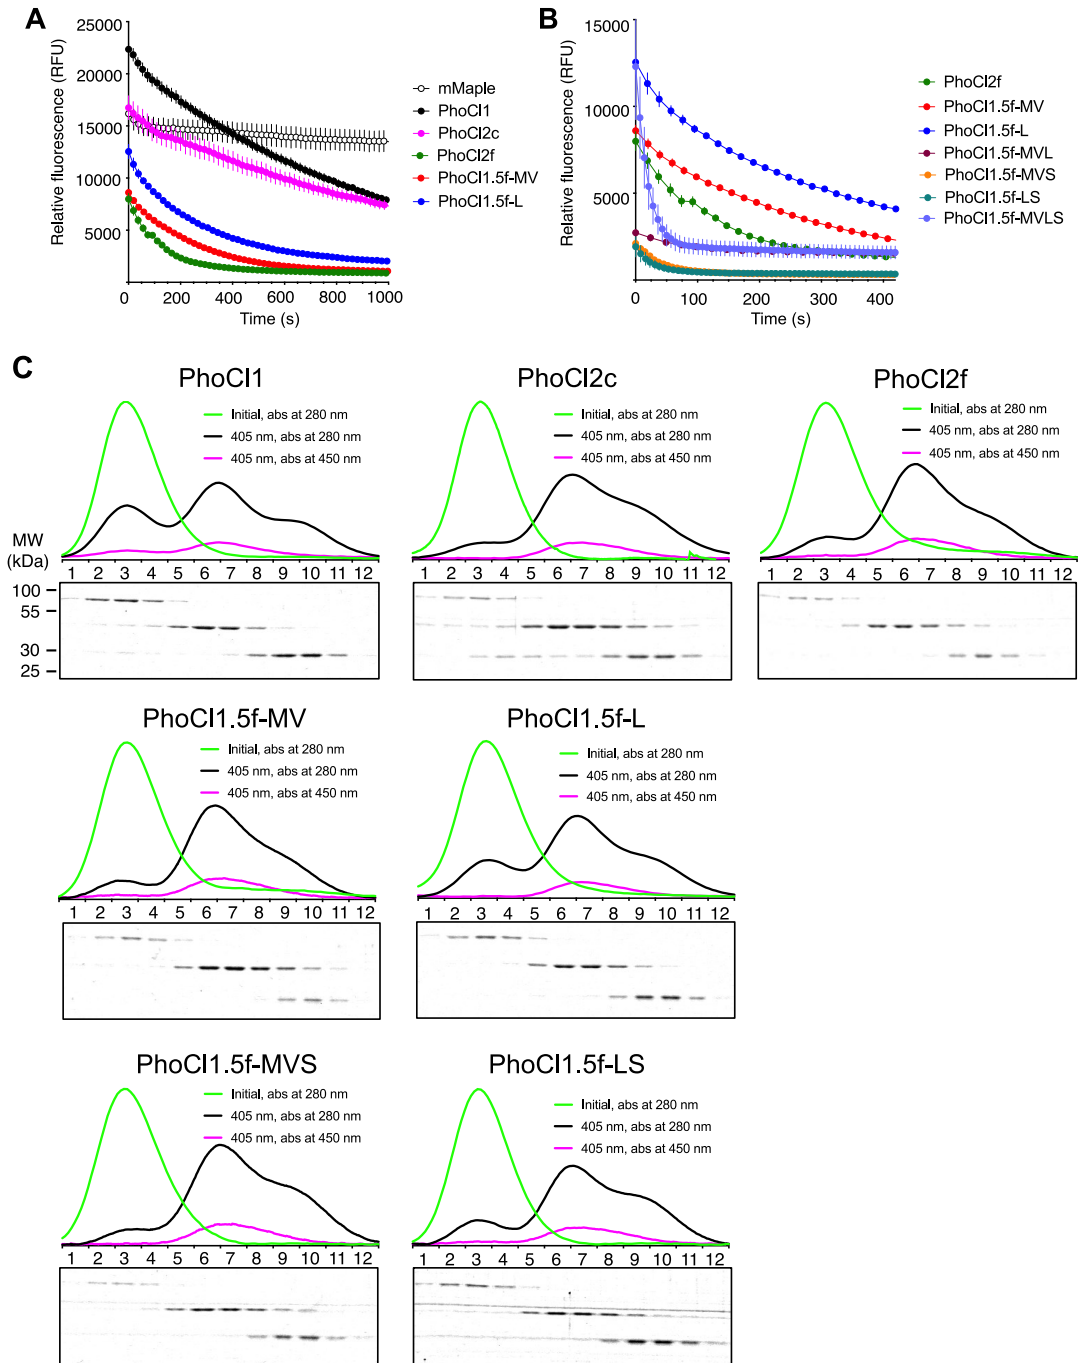 A
Relative fluorescence (RFU)
25000
20000
15000
10000
5000
0 200 400 600 800 1000
Time (s)
mMaple
PhoCl1
PhoCl2c
PhoCl2f
PhoCl1.5f-MV
PhoCl1.5f-L
B
Relative fluorescence (RFU)
15000
10000
5000
0 100 200 300 400
Time (s)
PhoCl2f
PhoCl1.5f-MV
PhoCl1.5f-L
PhoCl1.5f-MVL
PhoCl1.5f-MVS
PhoCl1.5f-LS
PhoCl1.5f-MVLS
C
PhoCl1
Initial, abs at 280 nm
405 nm, abs at 280 nm
405 nm, abs at 450 nm
MW
(kDa)
1 2 3 4 5 6 7 8 9 10 11 12
100
55
30
25
PhoCl2c
Initial, abs at 280 nm
405 nm, abs at 280 nm
405 nm, abs at 450 nm
1 2 3 4 5 6 7 8 9 10 11 12
PhoCl2f
Initial, abs at 280 nm
405 nm, abs at 280 nm
405 nm, abs at 450 nm
1 2 3 4 5 6 7 8 9 10 11 12
PhoCl1.5f-MV
Initial, abs at 280 nm
405 nm, abs at 280 nm
405 nm, abs at 450 nm
1 2 3 4 5 6 7 8 9 10 11 12
PhoCl1.5f-L
Initial, abs at 280 nm
405 nm, abs at 280 nm
405 nm, abs at 450 nm
1 2 3 4 5 6 7 8 9 10 11 12
PhoCl1.5f-MVS
Initial, abs at 280 nm
405 nm, abs at 280 nm
405 nm, abs at 450 nm
1 2 3 4 5 6 7 8 9 10 11 12
PhoCl1.5f-LS
Initial, abs at 280 nm
405 nm, abs at 280 nm
405 nm, abs at 450 nm
1 2 3 4 5 6 7 8 9 10 11 12